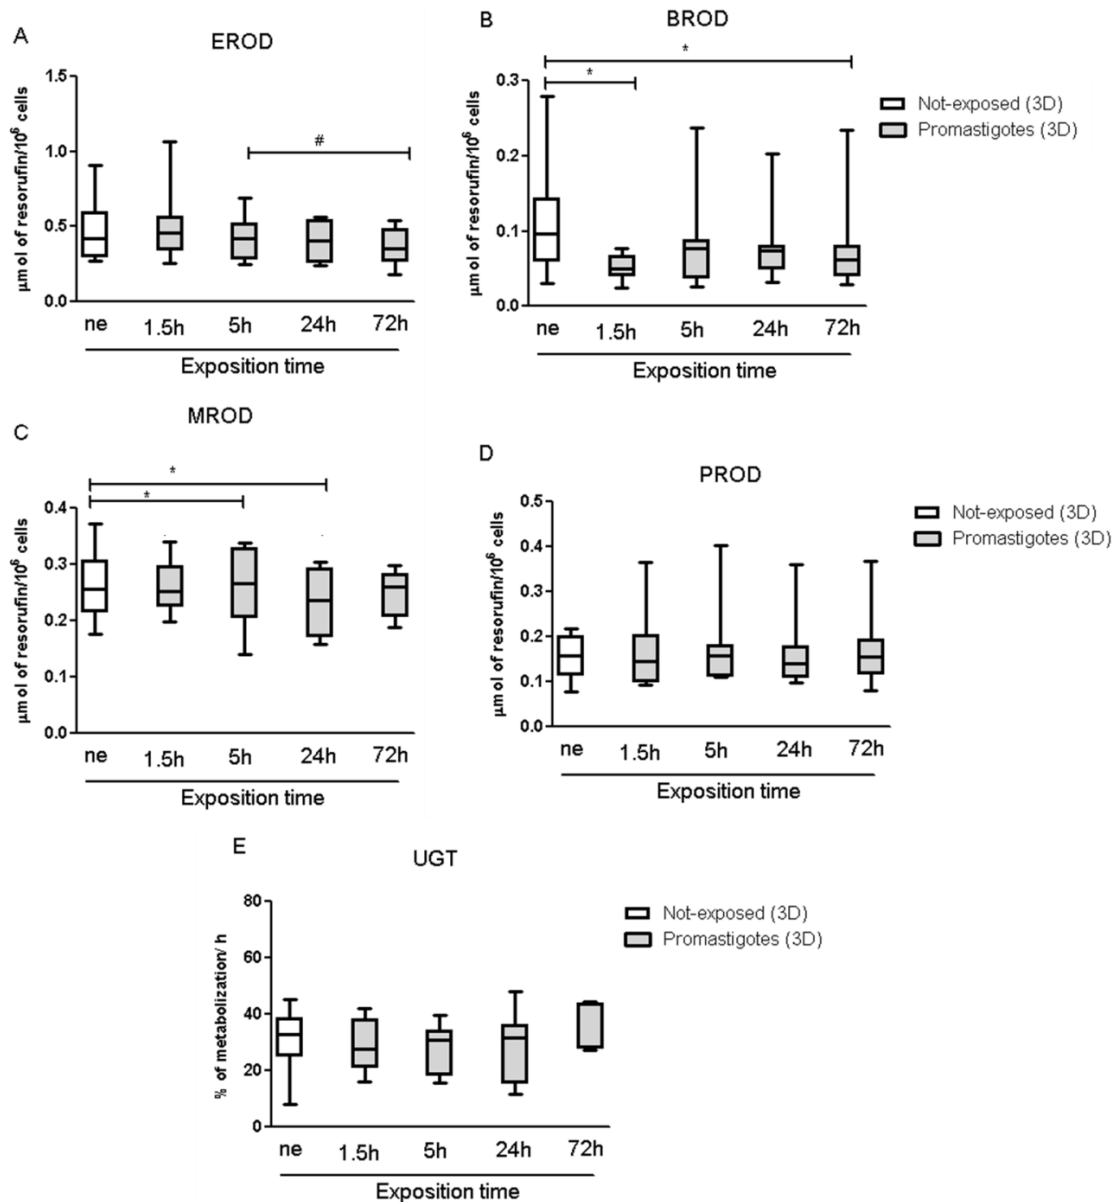 A
EROD
μmol of resorufin/10⁶ cells
1.5
1.0
0.5
0.0
#
ne 1.5h 5h 24h 72h
Exposition time
B
BROD
μmol of resorufin/10⁶ cells
0.3
0.2
0.1
0.0
*
*
ne 1.5h 5h 24h 72h
Exposition time
Not-exposed (3D)
Promastigotes (3D)
C
MROD
μmol of resorufin/10⁶ cells
0.4
0.3
0.2
0.0
*
*
ne 1.5h 5h 24h 72h
Exposition time
D
PROD
μmol of resorufin/10⁶ cells
0.5
0.4
0.3
0.2
0.1
0.0
ne 1.5h 5h 24h 72h
Exposition time
Not-exposed (3D)
Promastigotes (3D)
E
UGT
% of metabolization/ h
80
60
40
20
0
ne 1.5h 5h 24h 72h
Exposition time
Not-exposed (3D)
Promastigotes (3D)